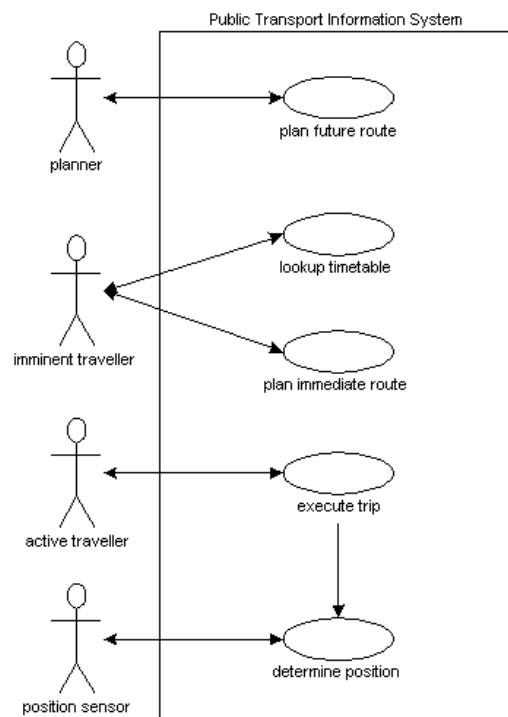 Public Transport Information System
planner
plan future route
lookup timetable
imminent traveller
plan immediate route
active traveller
execute trip
position sensor
determine position